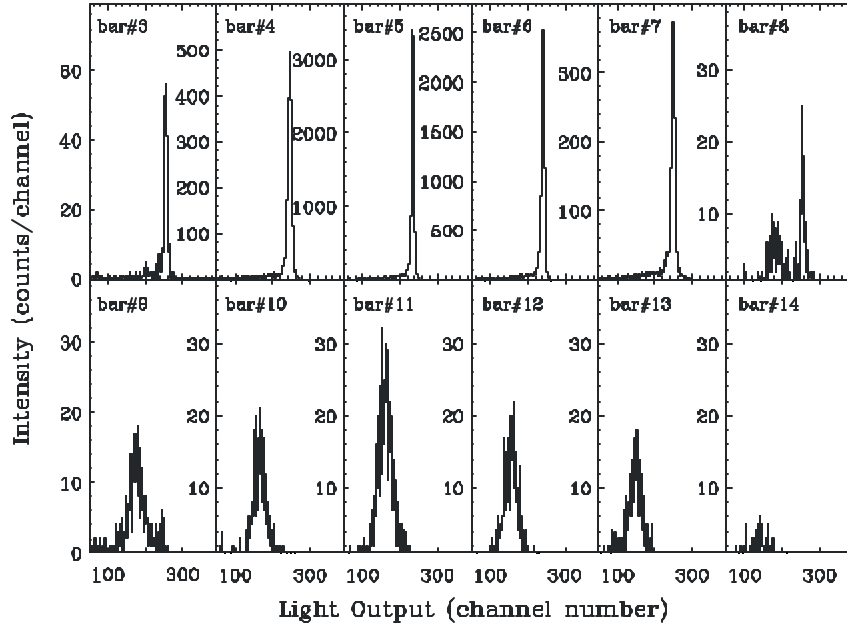 bar#3 bar#4 bar#5 bar#6 bar#7 bar#8
60 40 20 0
500 400 300 200 100
3000 2000 1000
2500 2000 1500 1000 500
500 100
30 20 10
bar#9 bar#10 bar#11 bar#12 bar#13 bar#14
30 20 10 0
30 20 10
30 20 10
30 20 10
30 20 10
30 20 10
100 300 100 300 100 300 100 300 100 300 100 300
Intensity (counts/channel)
Light Output (channel number)